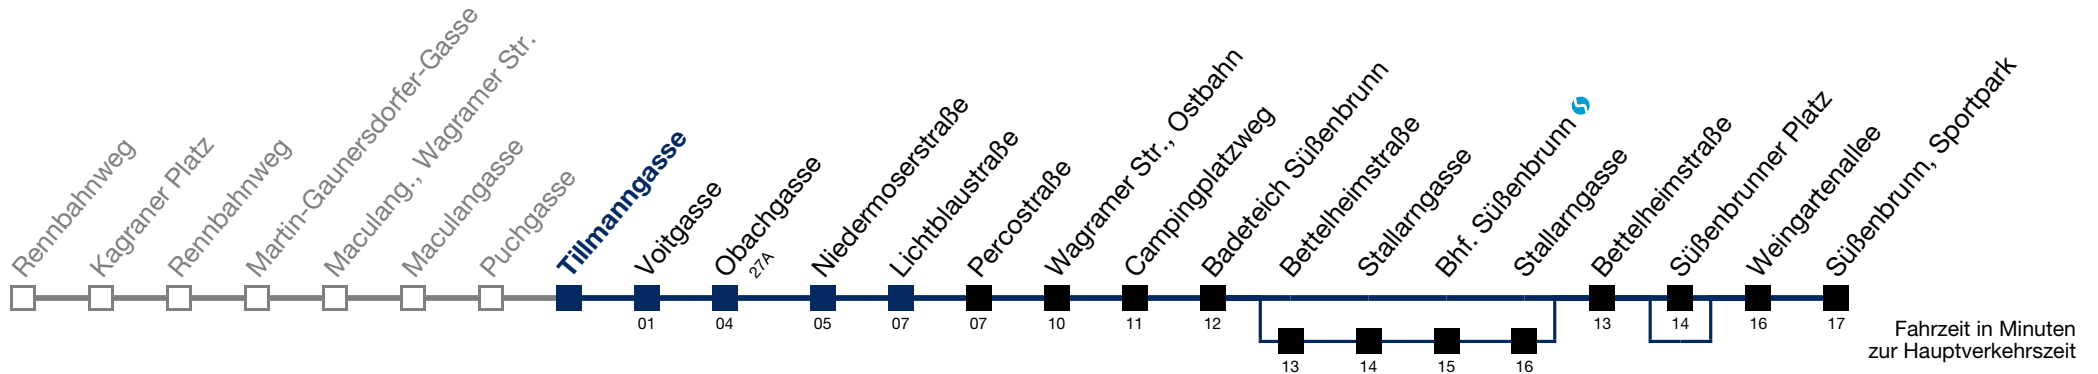 Rennbahnweg
Kagraner Platz
Rennbahnweg
Martin-Gaunersdorfer-Gasse
Maculang., Wagramer Str.
Maculangasse
Puchgasse
Tillmanngasse
Voitgasse
Obachgasse
27A
Niedermoserstraße
Lichtblaustraße
Percostraße
Wagramer Str., Ostbahn
Campingplatzweg
Badeteich Süßenbrunn
Bettelheimstraße
Stallarngasse
Bhf. Süßenbrunn
Stallarngasse
Bettelheimstraße
Süßenbrunner Platz
Weingartenallee
Süßenbrunn, Sportpark
01 04 05 07 07 10 11 12 13 14 16 17
13 14 15 16
Fahrzeit in Minuten
zur Hauptverkehrszeit